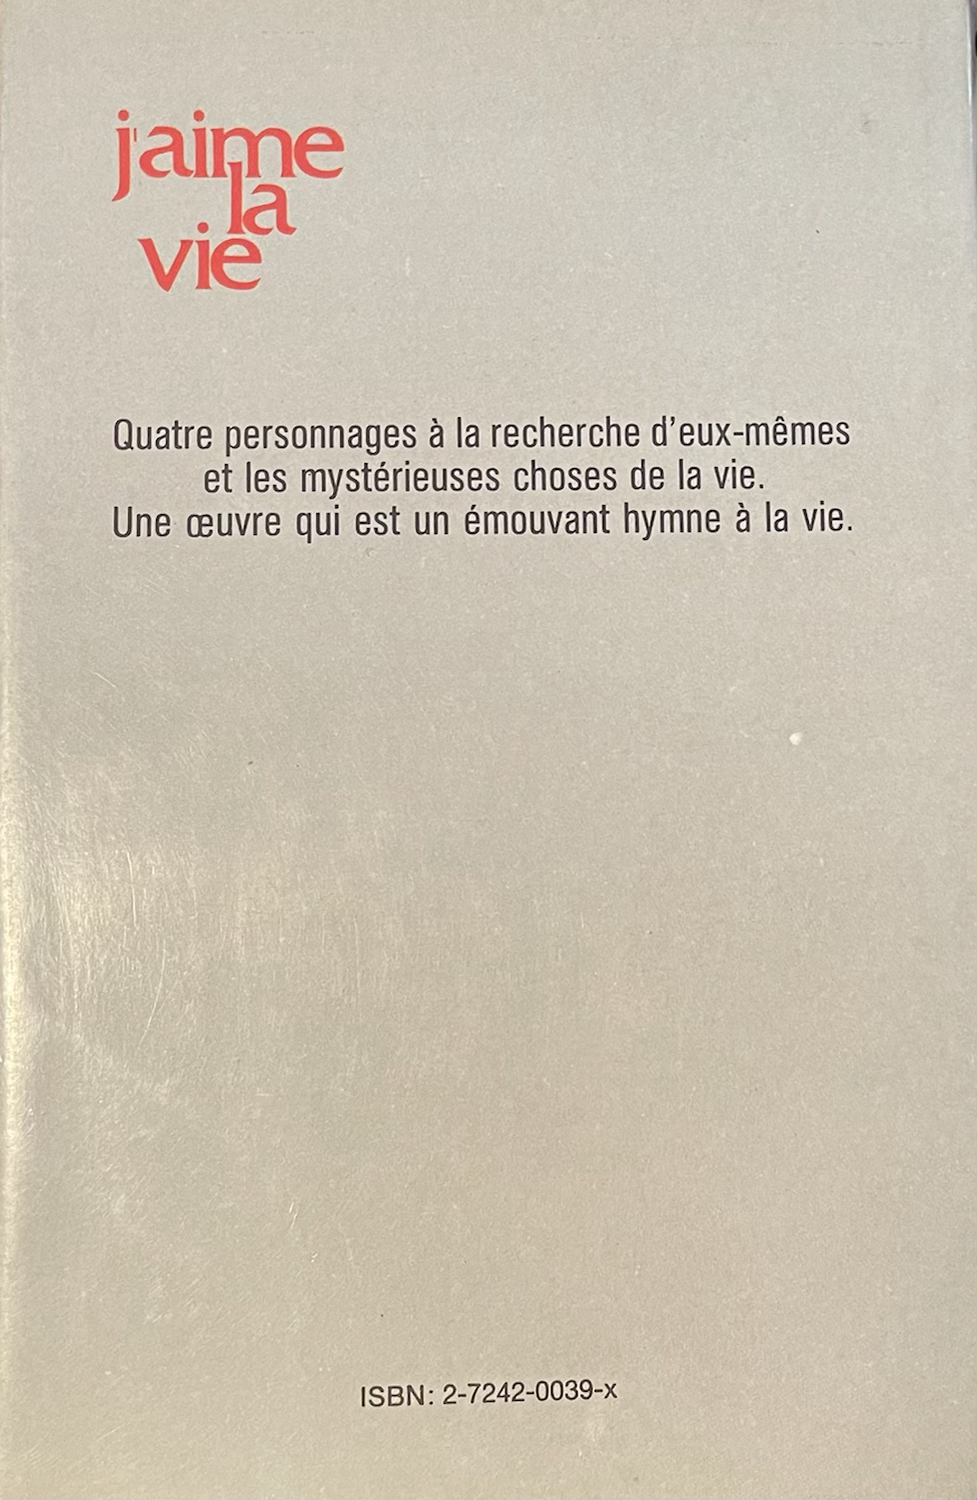 j'aime
la
vie
Quatre personnages à la recherche d'eux-mêmes
et les mystérieuses choses de la vie.
Une œuvre qui est un émouvant hymne à la vie.
ISBN: 2-7242-0039-x